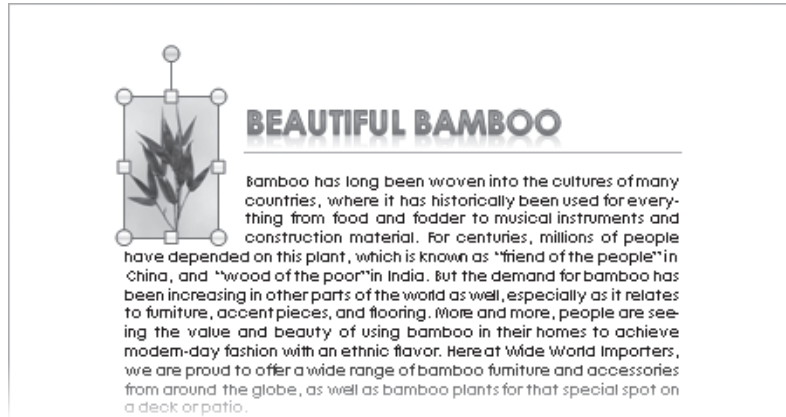 BEAUTIFUL BAMBOO
Bamboo has long been woven into the cultures of many
countries, where it has historically been used for every-
thing from food and fodder to musical instruments and
construction material. For centuries, millions of people
have depended on this plant, which is known as “friend of the people” in
China, and “wood of the poor” in India. But the demand for bamboo has
been increasing in other parts of the world as well, especially as it relates
to furniture, accent pieces, and flooring. More and more, people are see-
ing the value and beauty of using bamboo in their homes to achieve
modern-day fashion with an ethnic flavor. Here at Wide World Importers,
we are proud to offer a wide range of bamboo furniture and accessories
from around the globe, as well as bamboo plants for that special spot on
a deck or patio.